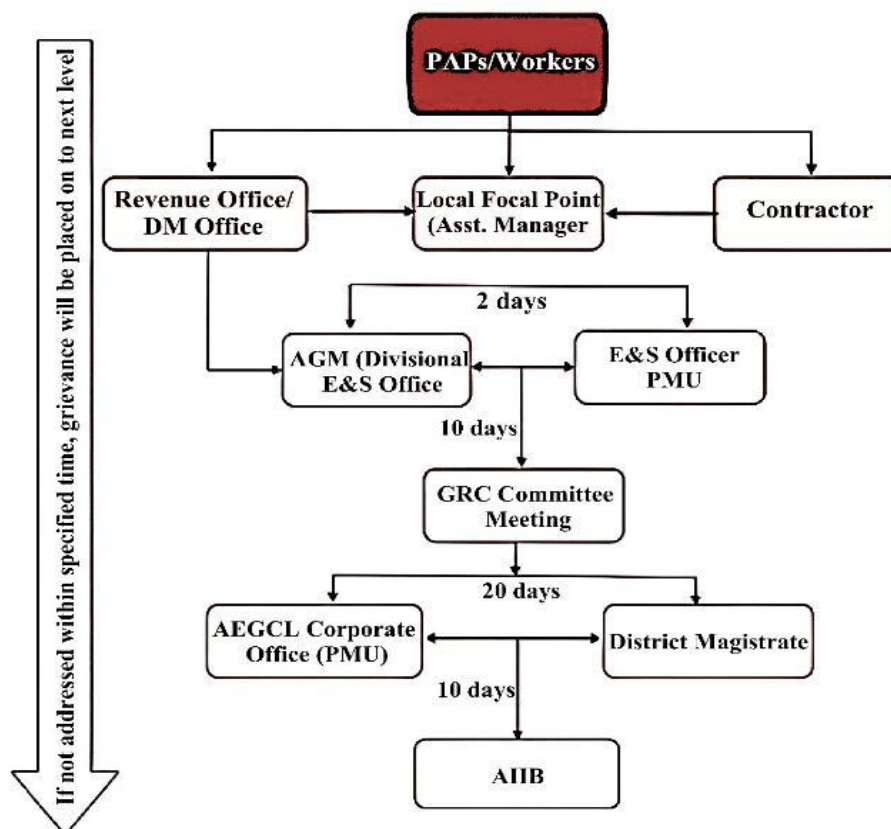 If not addressed within specified time, grievance will be placed on to next level
PAPs/Workers
Revenue Office/
DM Office
Local Focal Point
(Asst. Manager
Contractor
2 days
AGM (Divisional
E&S Office
E&S Officer
PMU
10 days
GRC Committee
Meeting
20 days
AEGCL Corporate
Office (PMU)
District Magistrate
10 days
AIIB